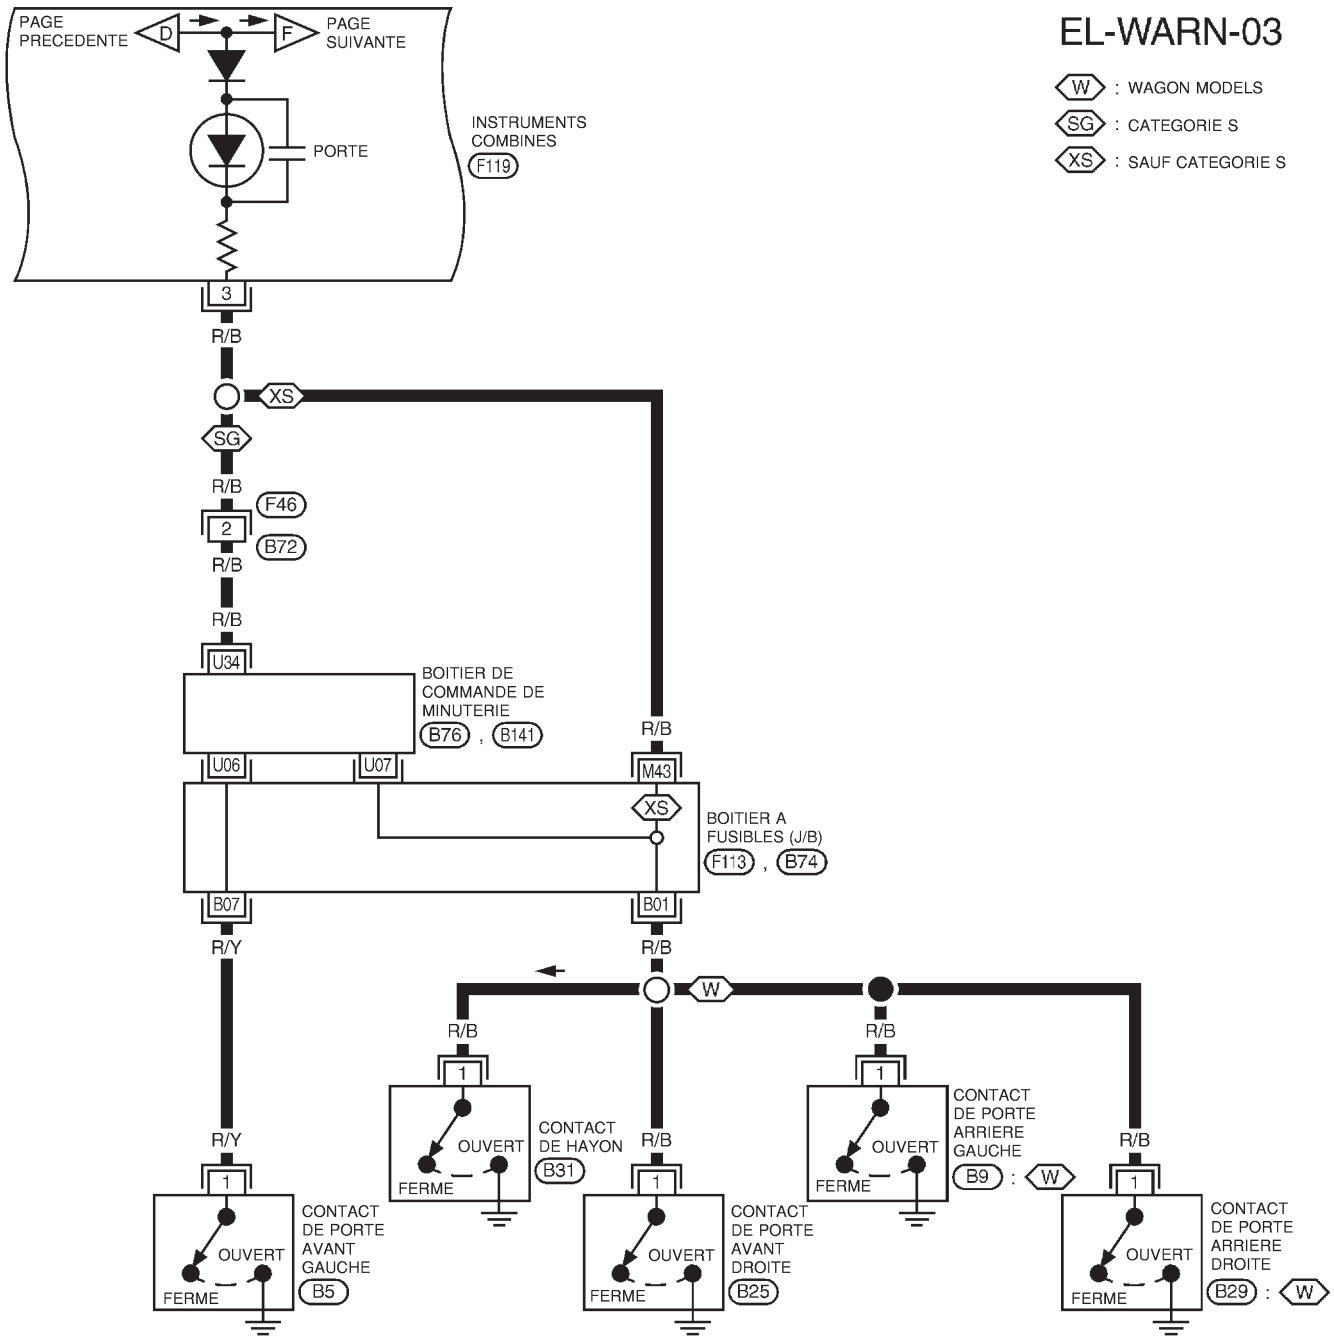 PAGE
PRECEDENTE
D
F
PAGE
SUIVANTE
EL-WARN-03
W : WAGON MODELS
SG : CATEGORIE S
XS : SAUF CATEGORIE S
INSTRUMENTS
COMBINES
F119
PORTE
3
R/B
XS
SG
R/B
F46
2
B72
R/B
R/B
U34
BOITIER DE
COMMANDE DE
MINUTERIE
B76 , B141
R/B
U06
U07
M43
XS
BOITIER A
FUSIBLES (J/B)
F113 , B74
B07
B01
R/Y
R/B
W
R/B
R/B
1
1
CONTACT
DE HAYON
B31
OUVERT
FERME
CONTACT
DE PORTE
ARRIERE
GAUCHE
B9 : W
OUVERT
FERME
R/Y
R/B
R/B
1
1
1
CONTACT
DE PORTE
AVANT
GAUCHE
B5
OUVERT
FERME
CONTACT
DE PORTE
AVANT
DROITE
B25
OUVERT
FERME
CONTACT
DE PORTE
ARRIERE
DROITE
B29 : W
OUVERT
FERME